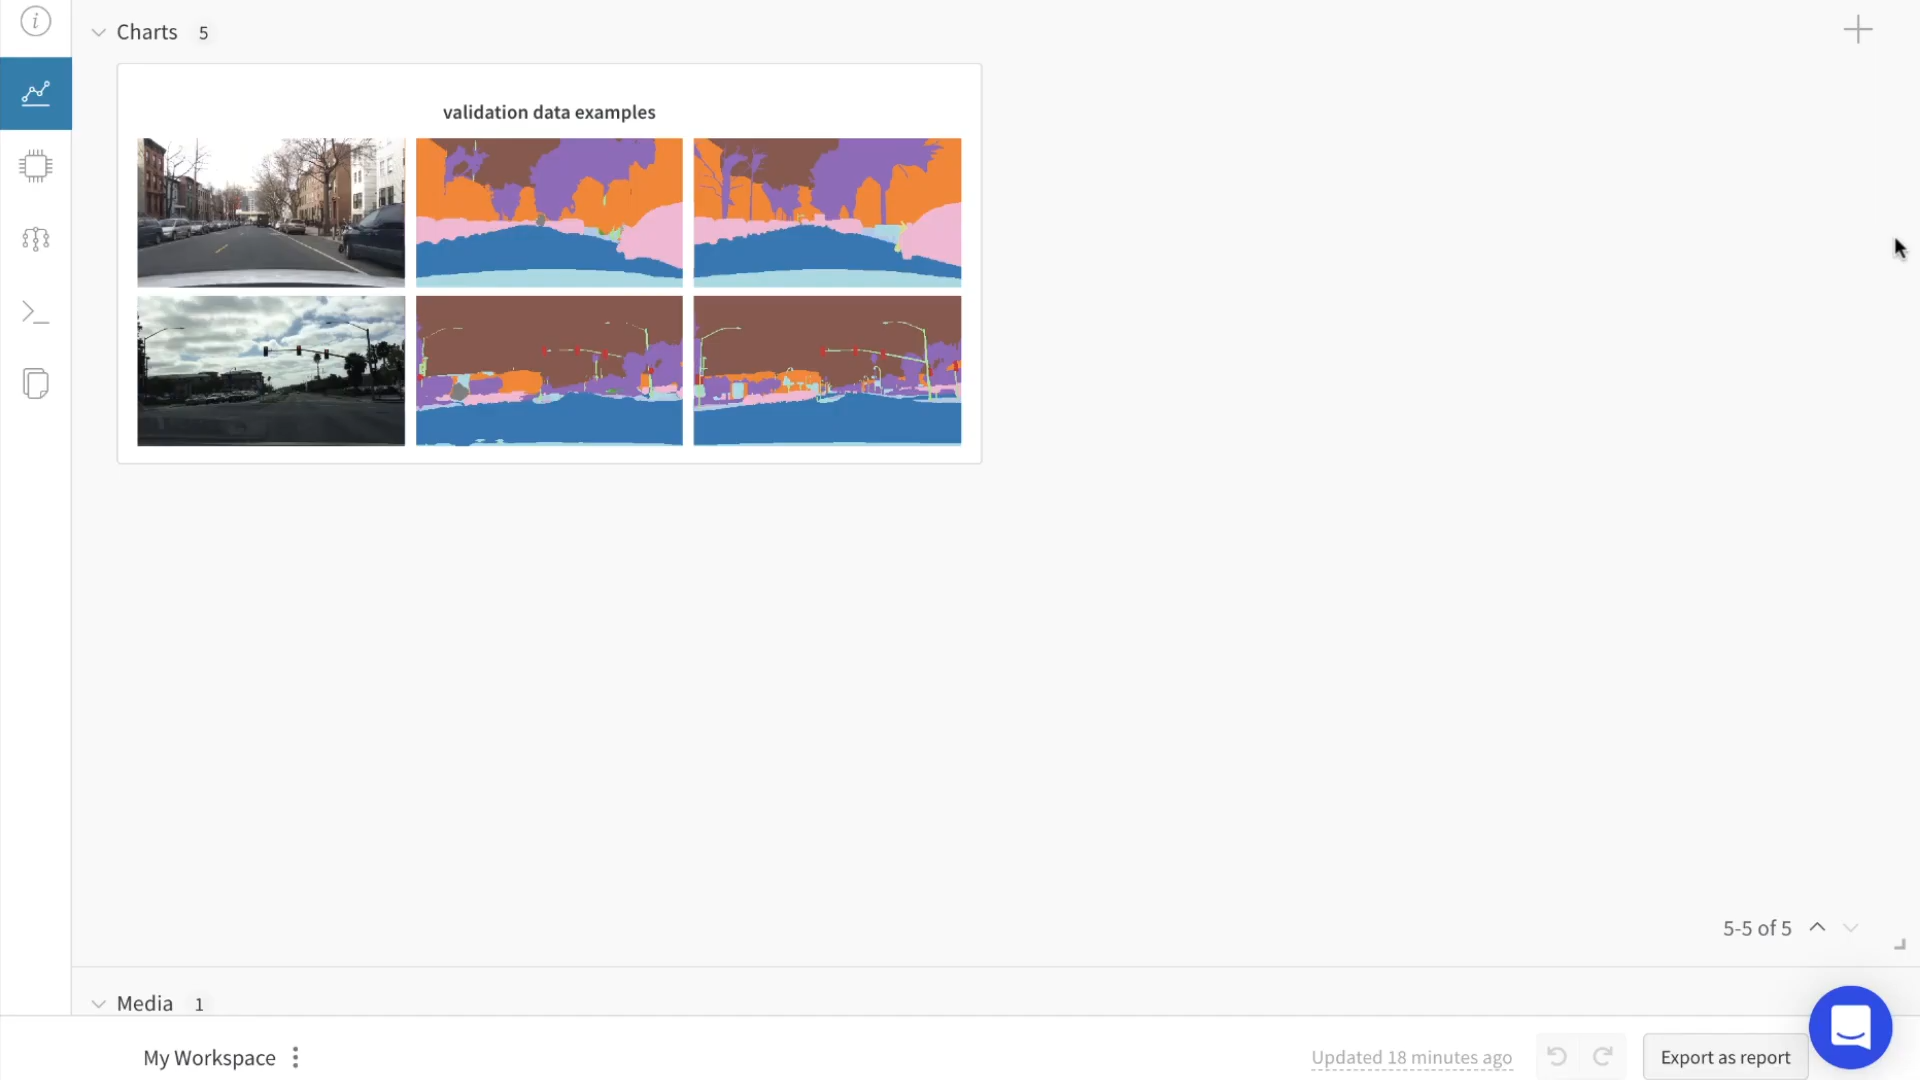 Charts 5
validation data examples
5-5 of 5
Media 1
My Workspace
Updated 18 minutes ago
Export as report